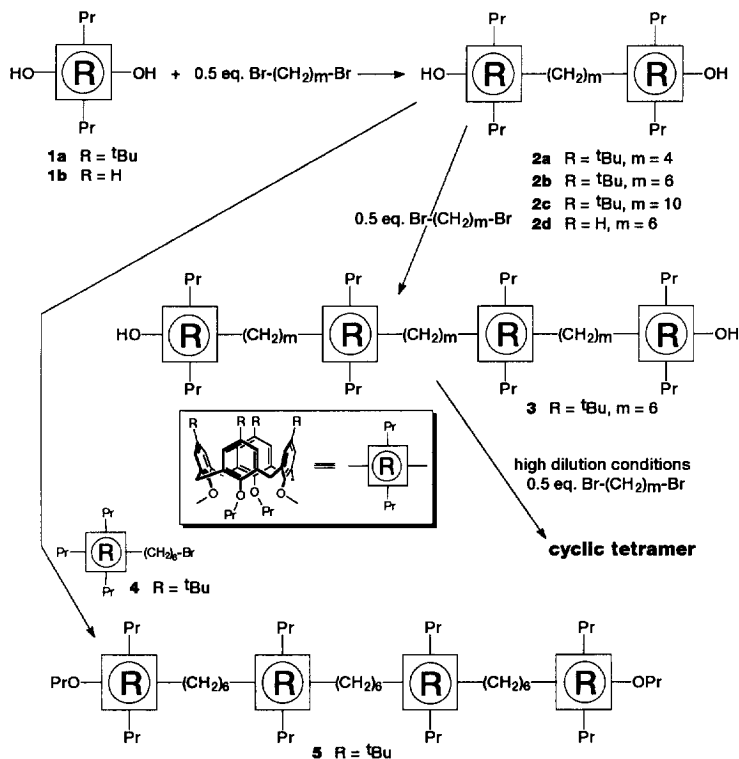 Pr Pr Pr
HO R OH + 0.5 eq. Br-(CH2)m-Br HO R (CH2)m R OH
Pr Pr Pr
1a R = tBu
1b R = H
2a R = tBu, m = 4
2b R = tBu, m = 6
2c R = tBu, m = 10
2d R = H, m = 6
0.5 eq. Br-(CH2)m-Br
Pr Pr Pr Pr
HO R (CH2)m R (CH2)m R (CH2)m R OH
Pr Pr Pr Pr
3 R = tBu, m = 6
R R R R
O O O O
Pr Pr
=
Pr
R
Pr
high dilution conditions
0.5 eq. Br-(CH2)m-Br
cyclic tetramer
Pr
Pr R (CH2)6-Br
Pr
4 R = tBu
Pr Pr Pr Pr
PrO R (CH2)6 R (CH2)6 R (CH2)6 R OPr
Pr Pr Pr Pr
5 R = tBu